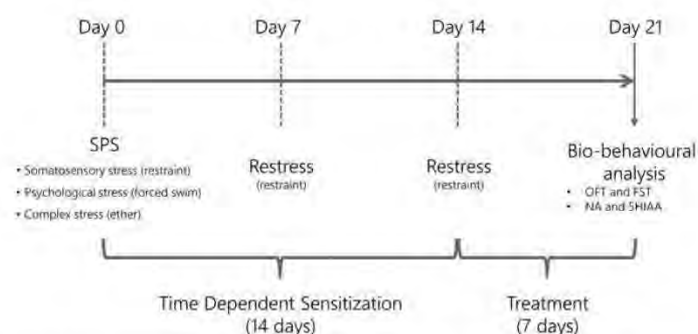 Day 0
Day 7
Day 14
Day 21
SPS
• Somatosensory stress (restraint)
• Psychological stress (forced swim)
• Complex stress (ether)
Restress
(restraint)
Restress
(restraint)
Bio-behavioural
analysis
• OFT and FST
• NA and 5HIAA
Time Dependent Sensitization
(14 days)
Treatment
(7 days)